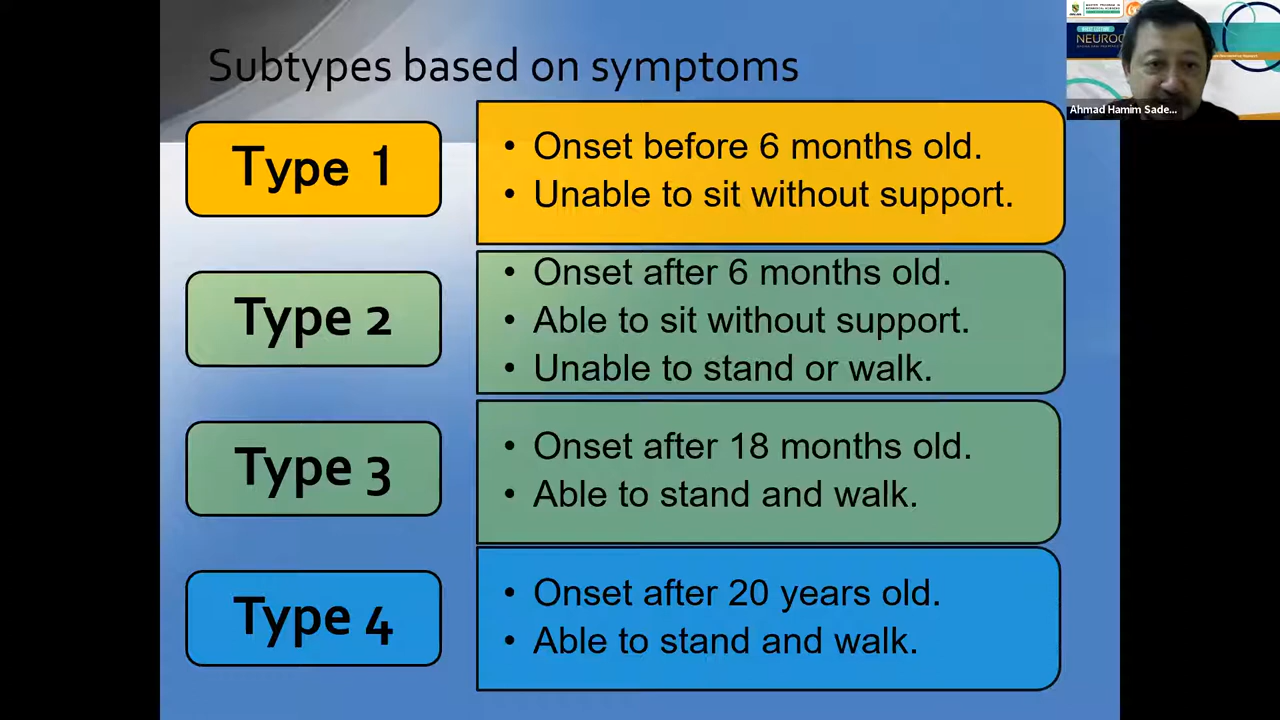 Subtypes based on symptoms
Type 1
• Onset before 6 months old.
• Unable to sit without support.
Type 2
• Onset after 6 months old.
• Able to sit without support.
• Unable to stand or walk.
Type 3
• Onset after 18 months old.
• Able to stand and walk.
Type 4
• Onset after 20 years old.
• Able to stand and walk.
NEUROC
Ahmad Hamim Sade...